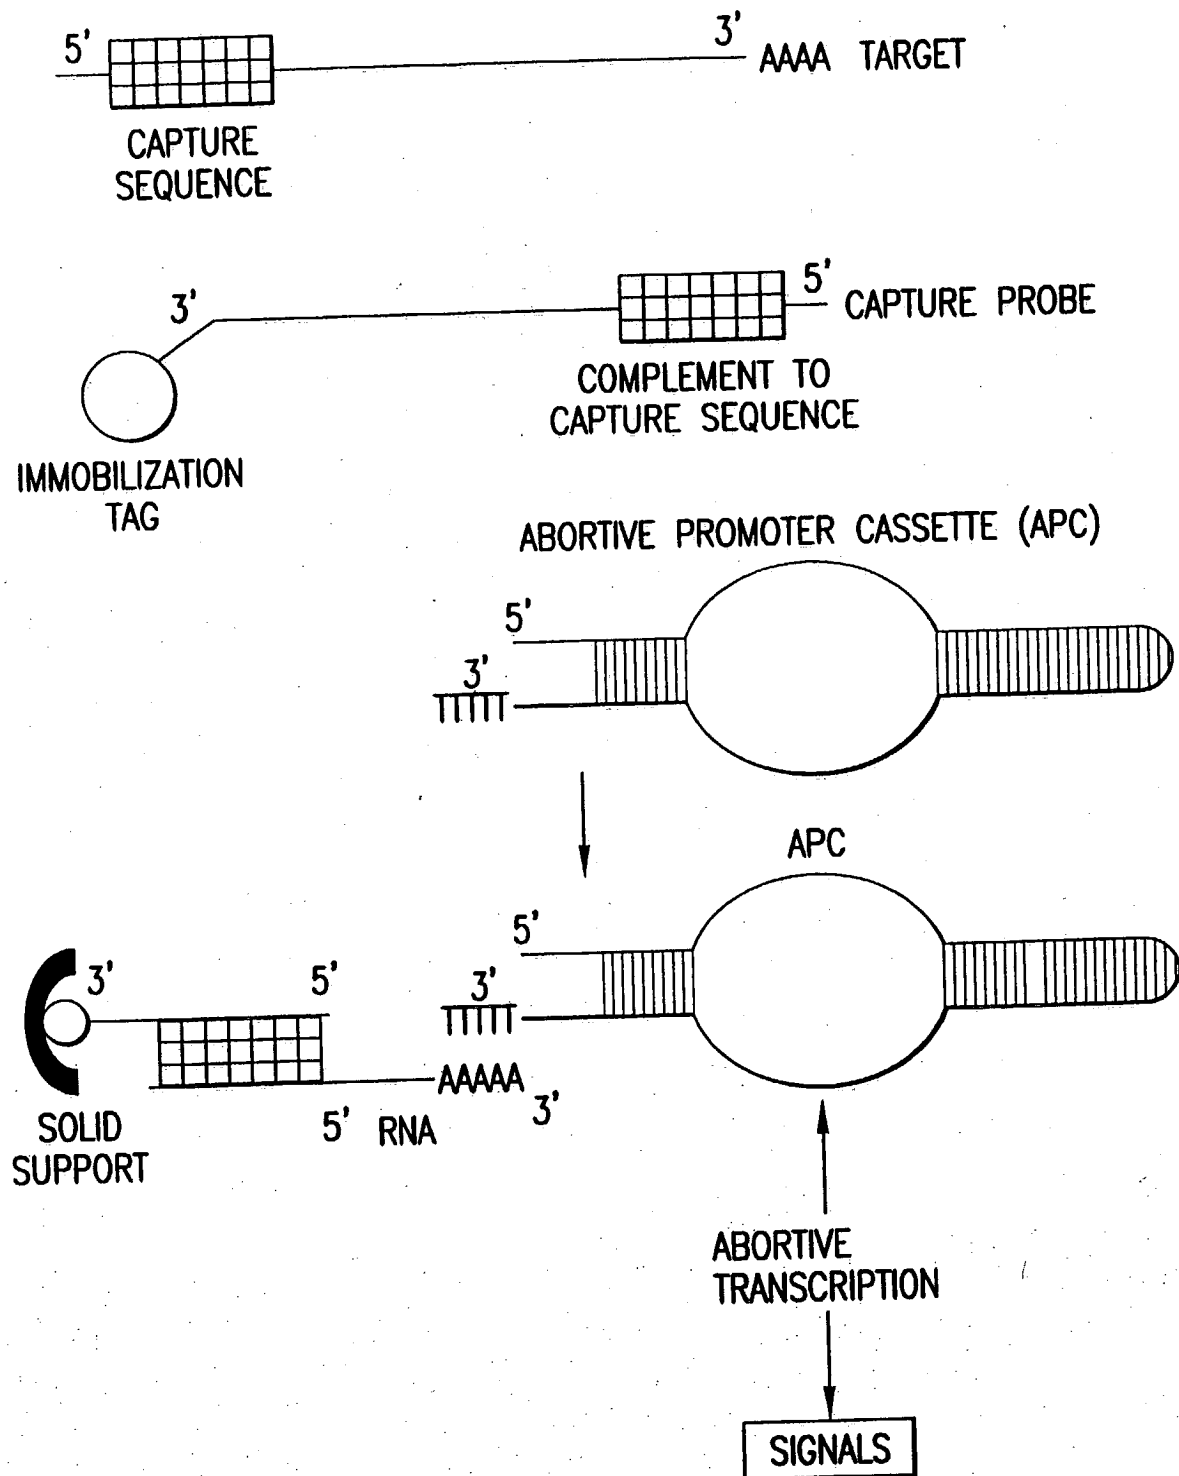 5' 3' AAAA TARGET
CAPTURE
SEQUENCE
3' 5' CAPTURE PROBE
COMPLEMENT TO
CAPTURE SEQUENCE
IMMOBILIZATION
TAG
ABORTIVE PROMOTER CASSETTE (APC)
5'
3'
TTTTT
APC
5'
3' 5' 3'
TTTTT
AAAAA
3'
5' RNA
SOLID
SUPPORT
ABORTIVE
TRANSCRIPTION
SIGNALS